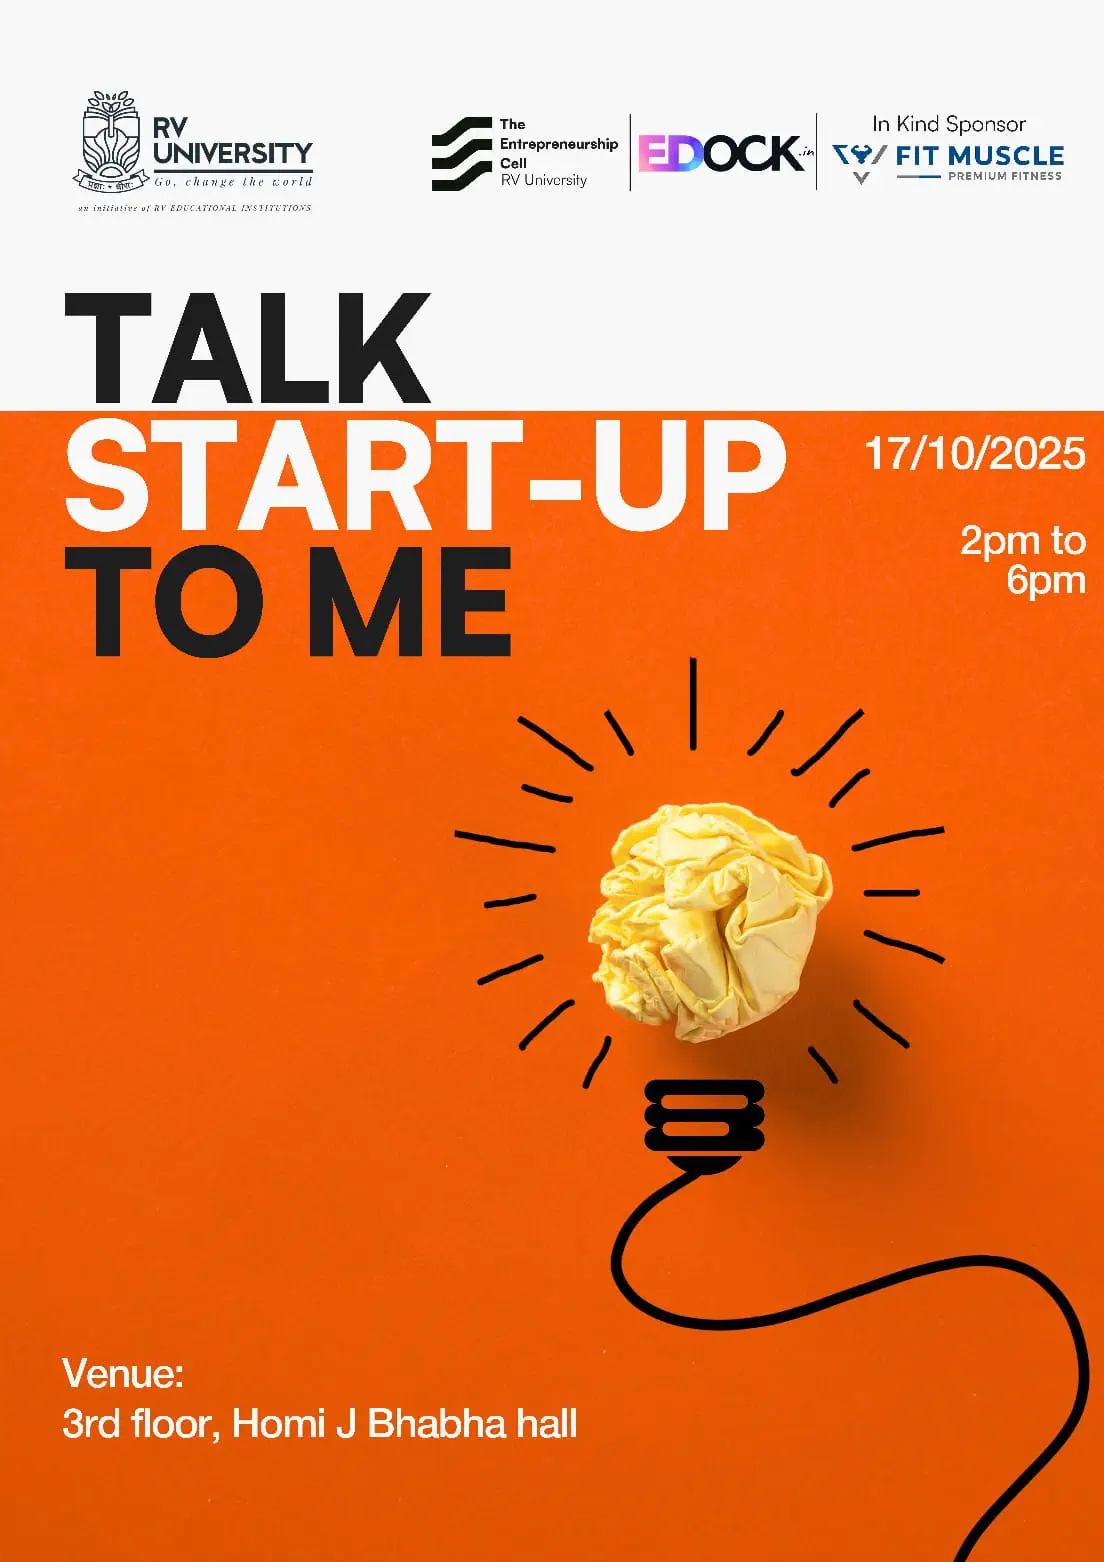 RV
UNIVERSITY
Go, change the world
an initiative of RV EDUCATIONAL INSTITUTIONS
The
Entrepreneurship
Cell
RV University
EDOCK.in
In Kind Sponsor
FIT MUSCLE
PREMIUM FITNESS
TALK
START-UP
TO ME
17/10/2025
2pm to
6pm
Venue:
3rd floor, Homi J Bhabha hall